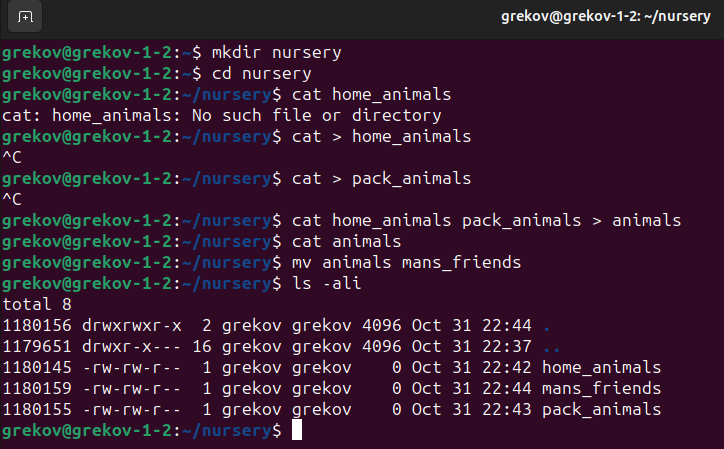 grekov@grekov-1-2: ~/nursery
grekov@grekov-1-2:~$ mkdir nursery
grekov@grekov-1-2:~$ cd nursery
grekov@grekov-1-2:~/nursery$ cat home_animals
cat: home_animals: No such file or directory
grekov@grekov-1-2:~/nursery$ cat > home_animals
^C
grekov@grekov-1-2:~/nursery$ cat > pack_animals
^C
grekov@grekov-1-2:~/nursery$ cat home_animals pack_animals > animals
grekov@grekov-1-2:~/nursery$ cat animals
grekov@grekov-1-2:~/nursery$ mv animals mans_friends
grekov@grekov-1-2:~/nursery$ ls -ali
total 8
1180156 drwxrwxr-x  2 grekov grekov 4096 Oct 31 22:44 .
1179651 drwxr-x--- 16 grekov grekov 4096 Oct 31 22:37 ..
1180145 -rw-rw-r--  1 grekov grekov    0 Oct 31 22:42 home_animals
1180159 -rw-rw-r--  1 grekov grekov    0 Oct 31 22:44 mans_friends
1180155 -rw-rw-r--  1 grekov grekov    0 Oct 31 22:43 pack_animals
grekov@grekov-1-2:~/nursery$